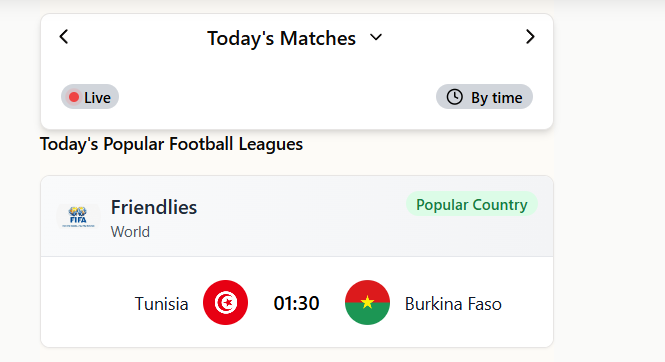 Today's Matches
Live
By time
Today's Popular Football Leagues
Friendlies
Popular Country
FIFA
World
Tunisia
01:30
Burkina Faso